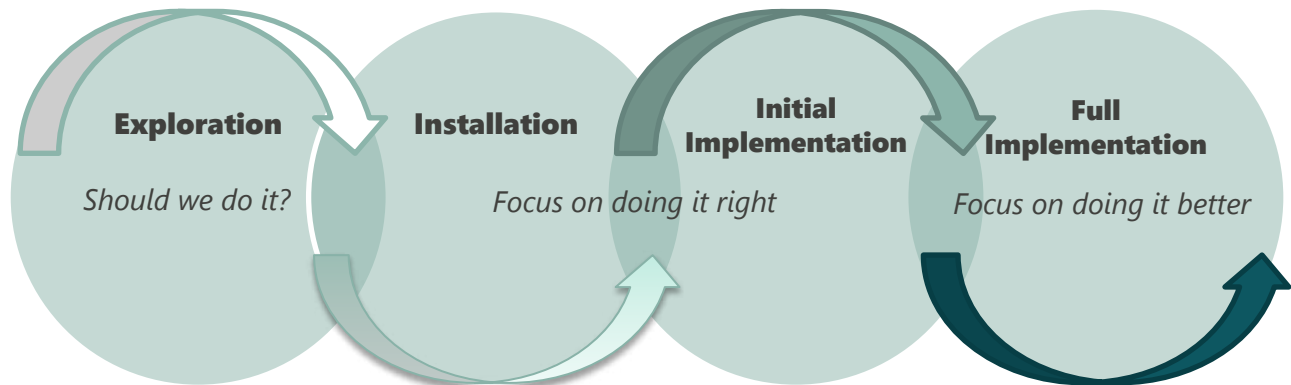 Exploration
Should we do it?
Installation
Focus on doing it right
Initial
Implementation
Full
Implementation
Focus on doing it better